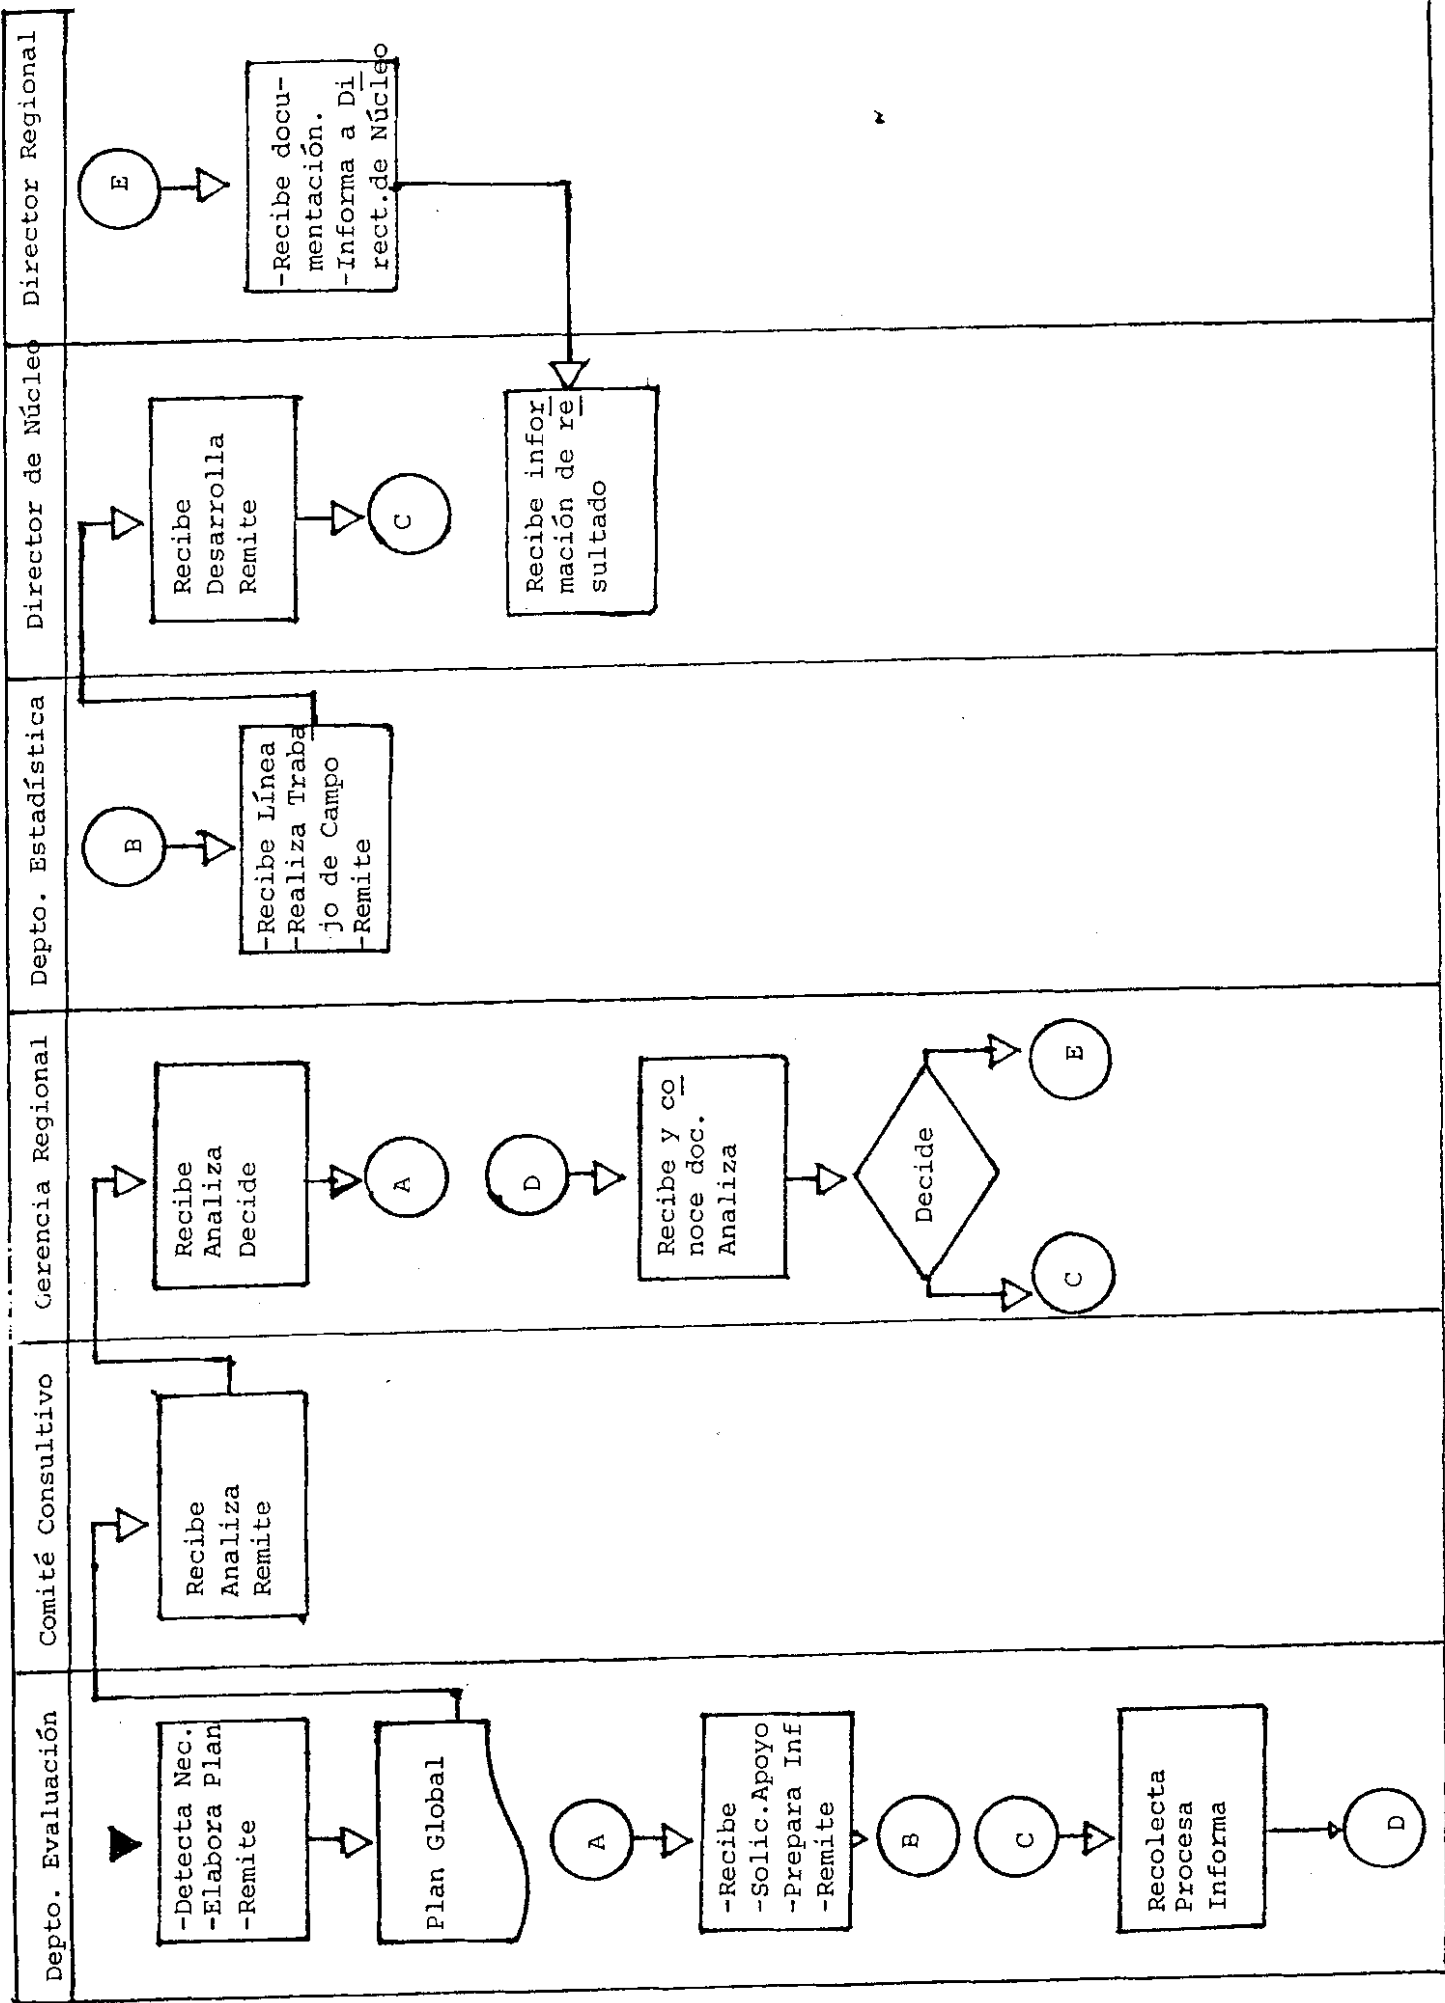 Depto. Evaluación
Comité Consultivo
Gerencia Regional
Depto. Estadística
Director de Núcleo
Director Regional
-Detecta Nec.
-Elabora Plan
-Remite
Plan Global
A
-Recibe
-Solic.Apoyo
-Prepara Inf
-Remite
B
C
Recolecta
Procesa
Informa
D
Recibe
Analiza
Remite
Recibe
Analiza
Decide
A
D
Recibe y co
noce doc.
Analiza
Decide
C
E
B
-Recibe Línea
-Realiza Traba
jo de Campo
-Remite
Recibe
Desarrolla
Remite
C
Recibe infor
mación de re
sultado
E
-Recibe docu-
mentación.
-Informa a Di
rect.de Núcleo